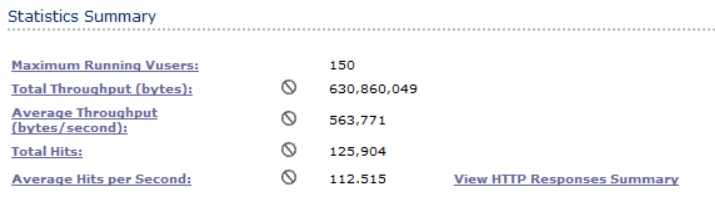 Statistics Summary
Maximum Running Vusers: 150
Total Throughput (bytes): 630,860,049
Average Throughput
(bytes/second): 563,771
Total Hits: 125,904
Average Hits per Second: 112.515 View HTTP Responses Summary